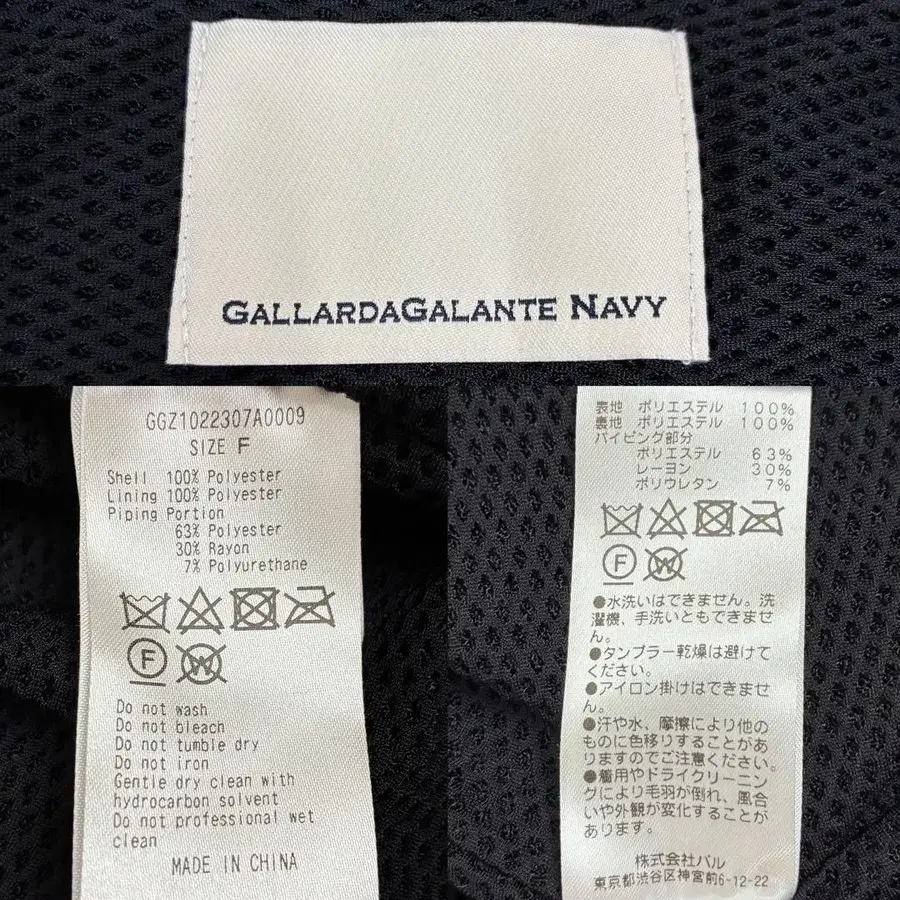 GALLARDAGALANTE NAVY
GGZ1022307A0009
SIZE F
Shell 100% Polyester
Lining 100% Polyester
Piping Portion
63% Polyester
30% Rayon
7% Polyurethane
F
W
Do not wash
Do not bleach
Do not tumble dry
Do not iron
Gentle dry clean with
hydrocarbon solvent
Do not professional wet
clean
MADE IN CHINA
表地 ポリエステル 100%
裏地 ポリエステル 100%
パイピング部分
ポリエステル 63%
レーヨン 30%
ポリウレタン 7%
F
W
●水洗いはできません。洗
濯機、手洗いともできませ
ん。
●タンブラー乾燥は避けて
ください。
●アイロン掛けはできませ
ん。
●汗や水、摩擦により他の
ものに色移りすることがあ
りますのでご注意ください。
●着用やドライクリーニン
グにより毛羽が倒れ、風合
いや外観が変化することが
あります。
株式会社パル
東京都渋谷区神宮前6-12-22